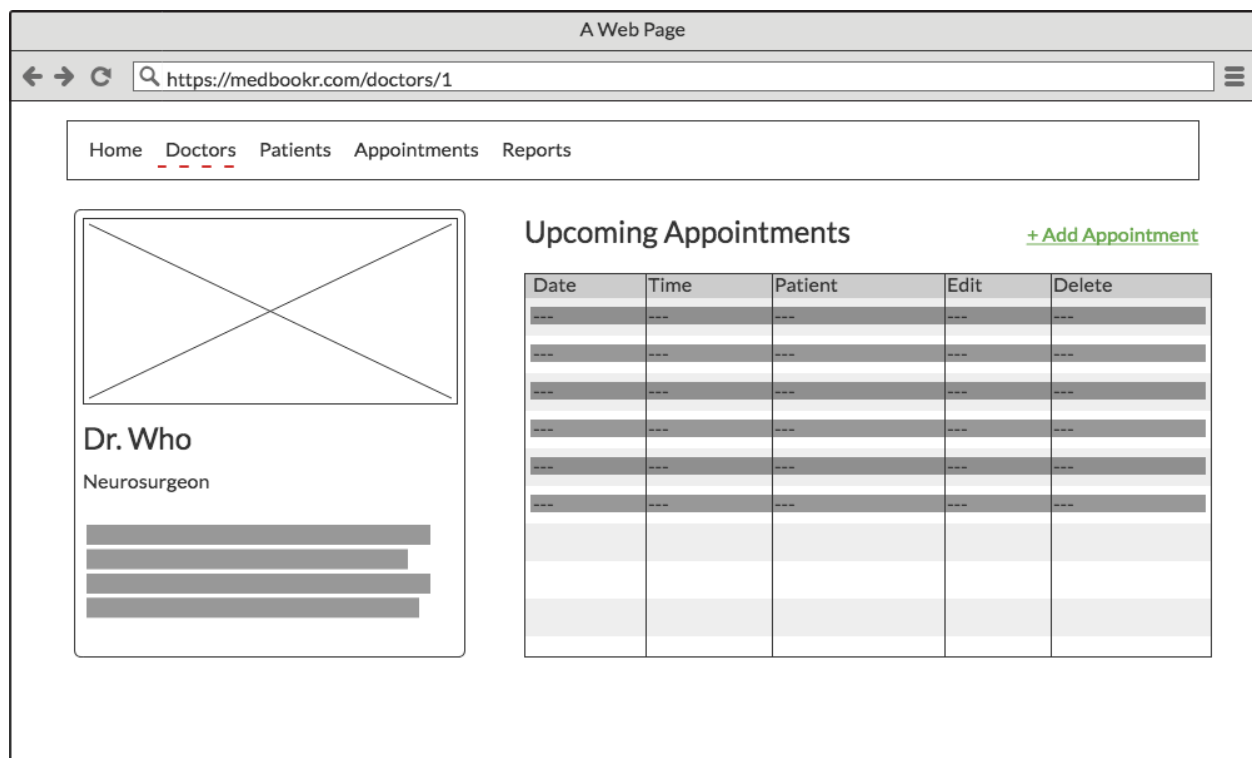 A Web Page
https://medbookr.com/doctors/1
Home Doctors Patients Appointments Reports
Dr. Who
Neurosurgeon
Upcoming Appointments + Add Appointment
Date Time Patient Edit Delete
--- --- --- --- ---
--- --- --- --- ---
--- --- --- --- ---
--- --- --- --- ---
--- --- --- --- ---
--- --- --- --- ---